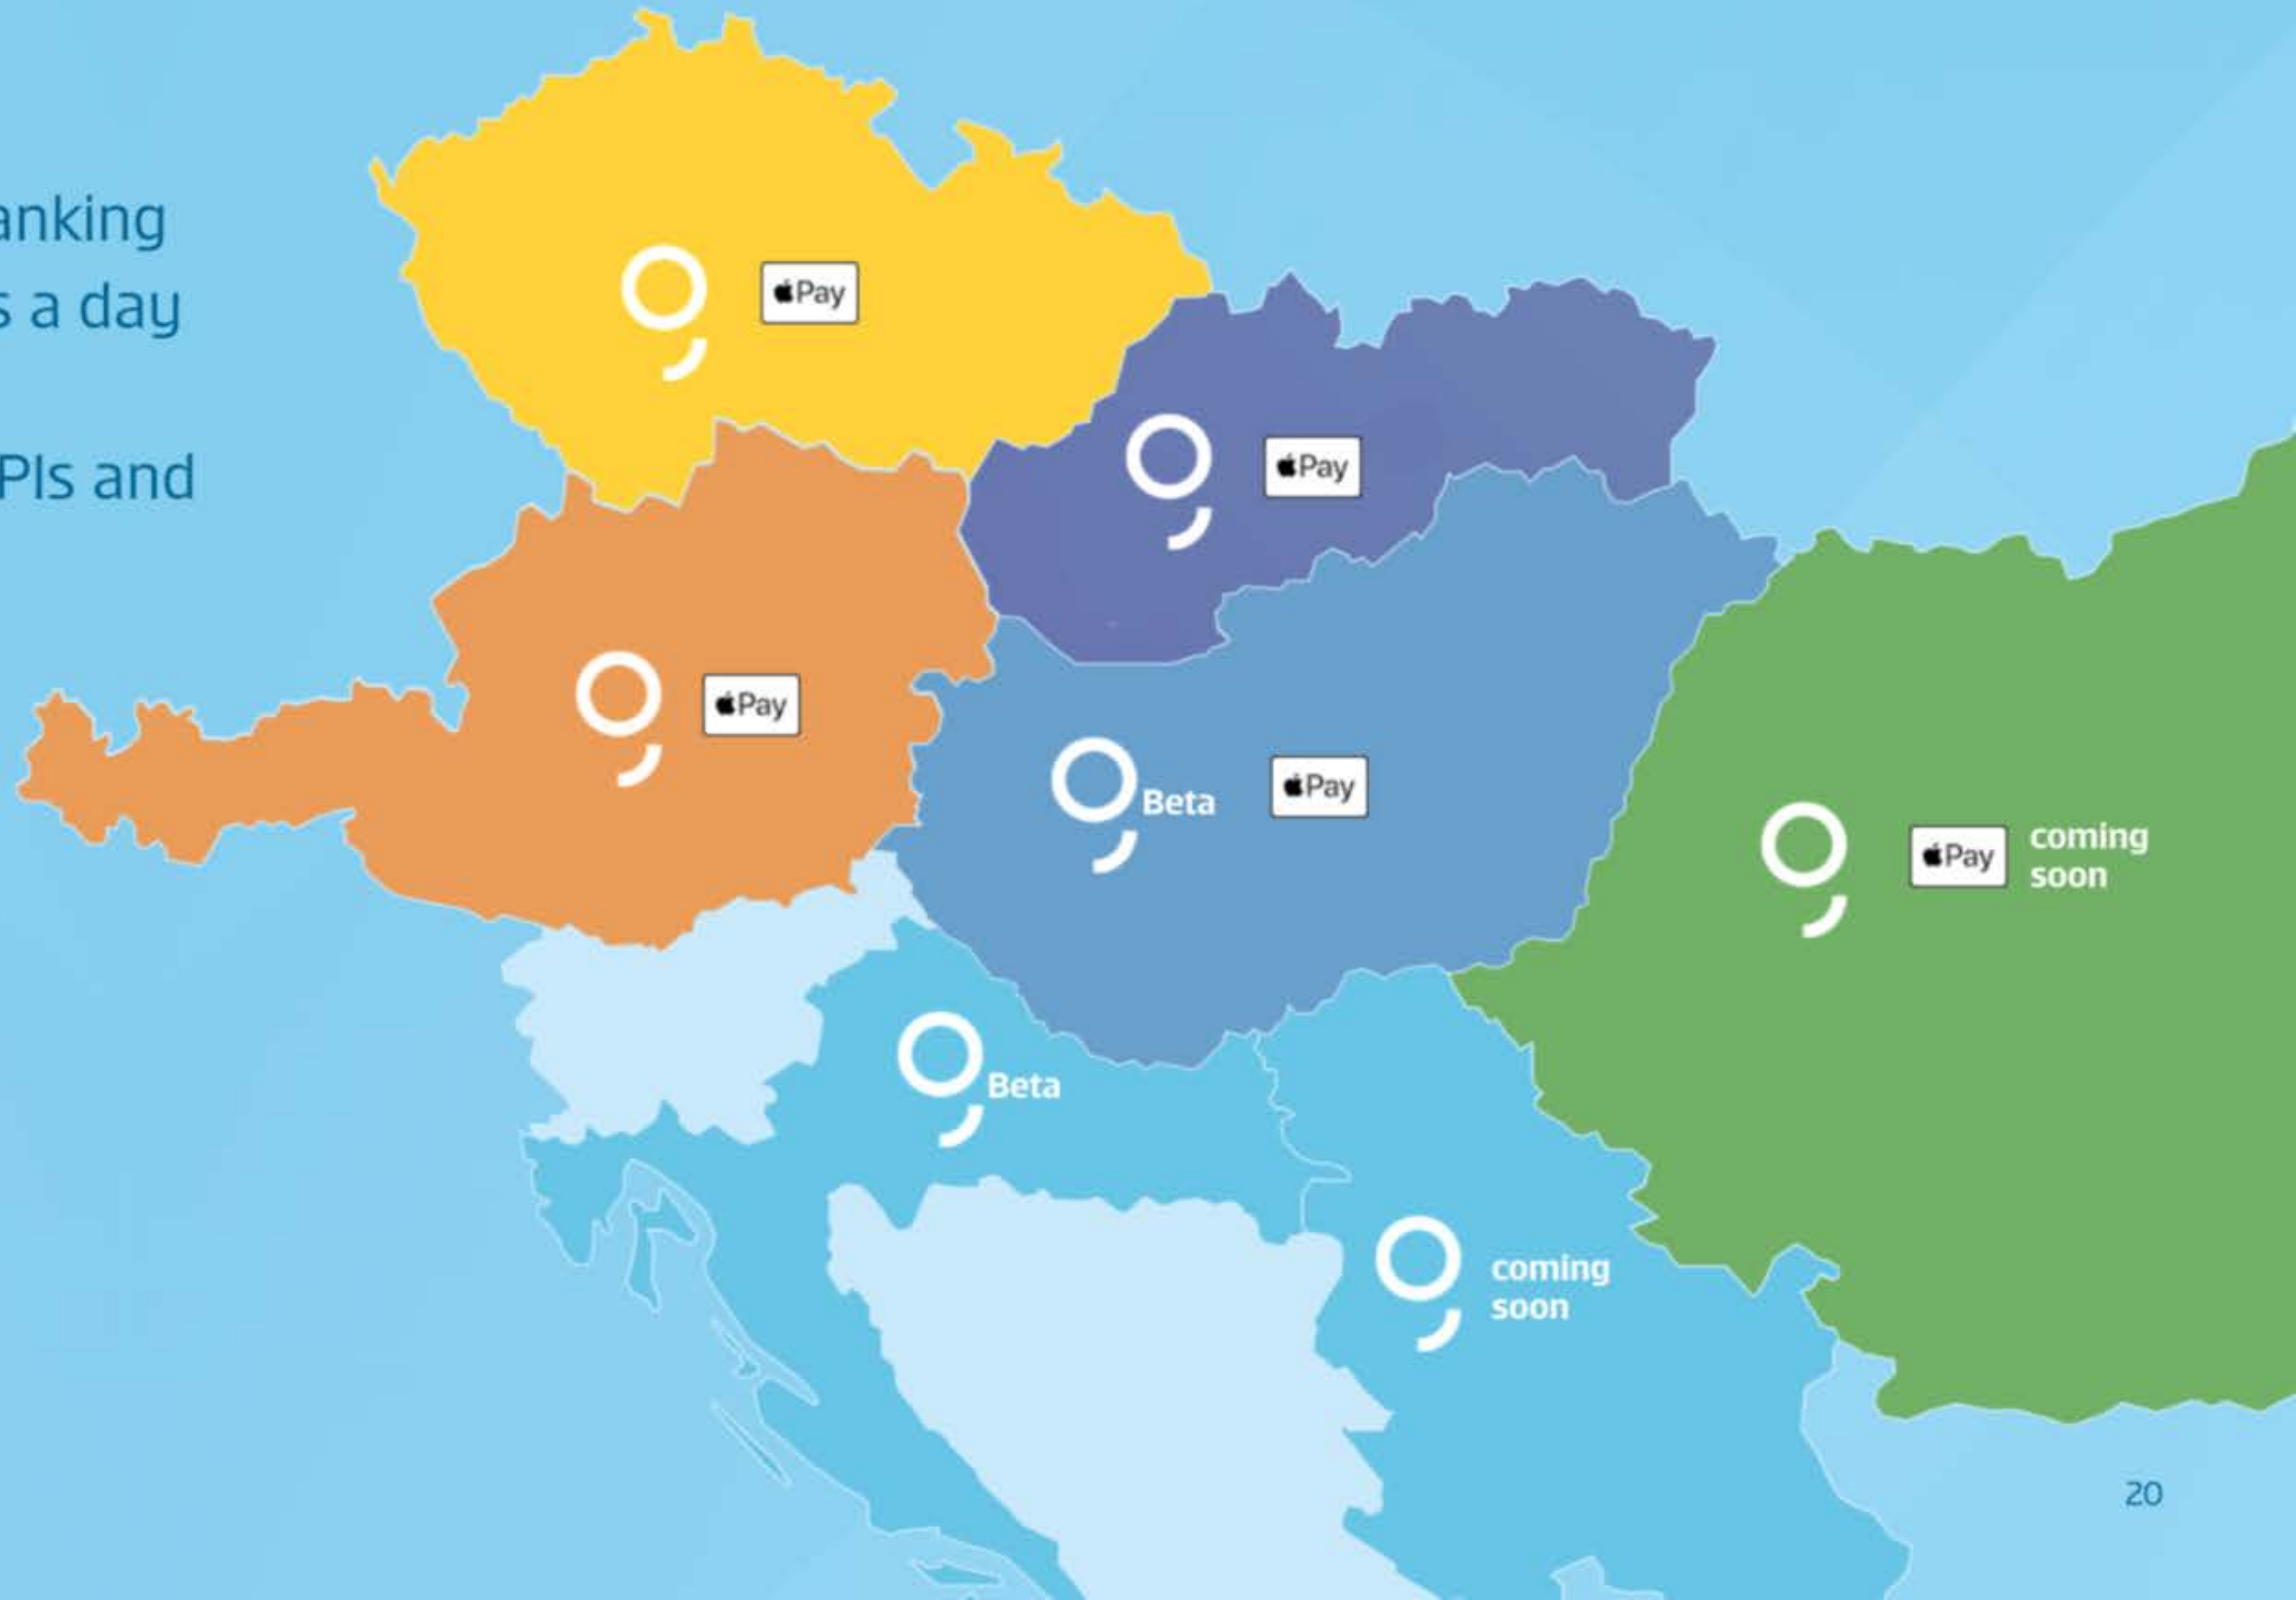 anking
s a day
PIs and
Pay
Pay
Pay
Beta
Pay
Pay
coming
soon
Beta
coming
soon
20